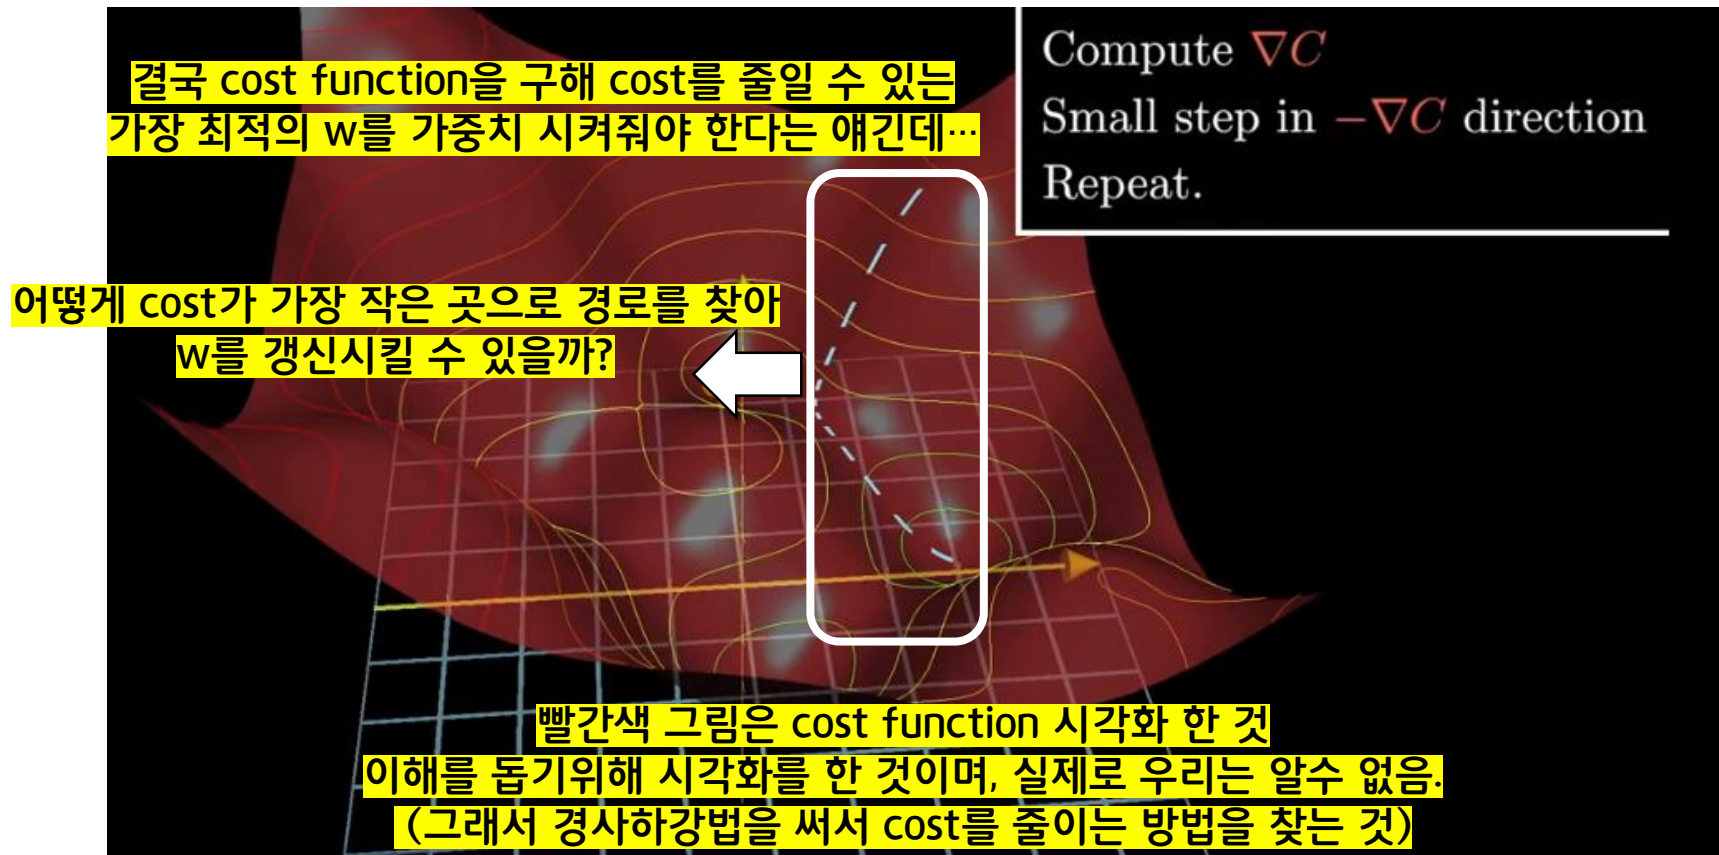 결국 cost function을 구해 cost를 줄일 수 있는
가장 최적의 w를 가중치 시켜줘야 한다는 얘긴데…
Compute ∇C
Small step in −∇C direction
Repeat.
어떻게 cost가 가장 작은 곳으로 경로를 찾아
w를 갱신시킬 수 있을까?
빨간색 그림은 cost function 시각화 한 것
이해를 돕기위해 시각화를 한 것이며, 실제로 우리는 알수 없음.
(그래서 경사하강법을 써서 cost를 줄이는 방법을 찾는 것)